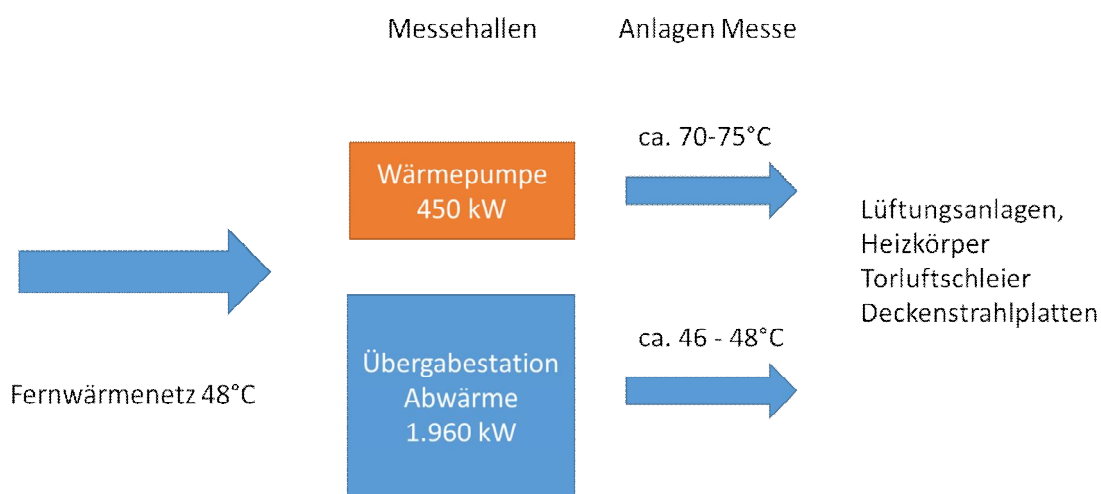 Messehallen
Anlagen Messe
ca. 70-75°C
Wärmepumpe
450 kW
Lüftungsanlagen,
Heizkörper
Torluftschleier
Deckenstrahlplatten
Fernwärmenetz 48°C
Übergabestation
Abwärme
1.960 kW
ca. 46 - 48°C